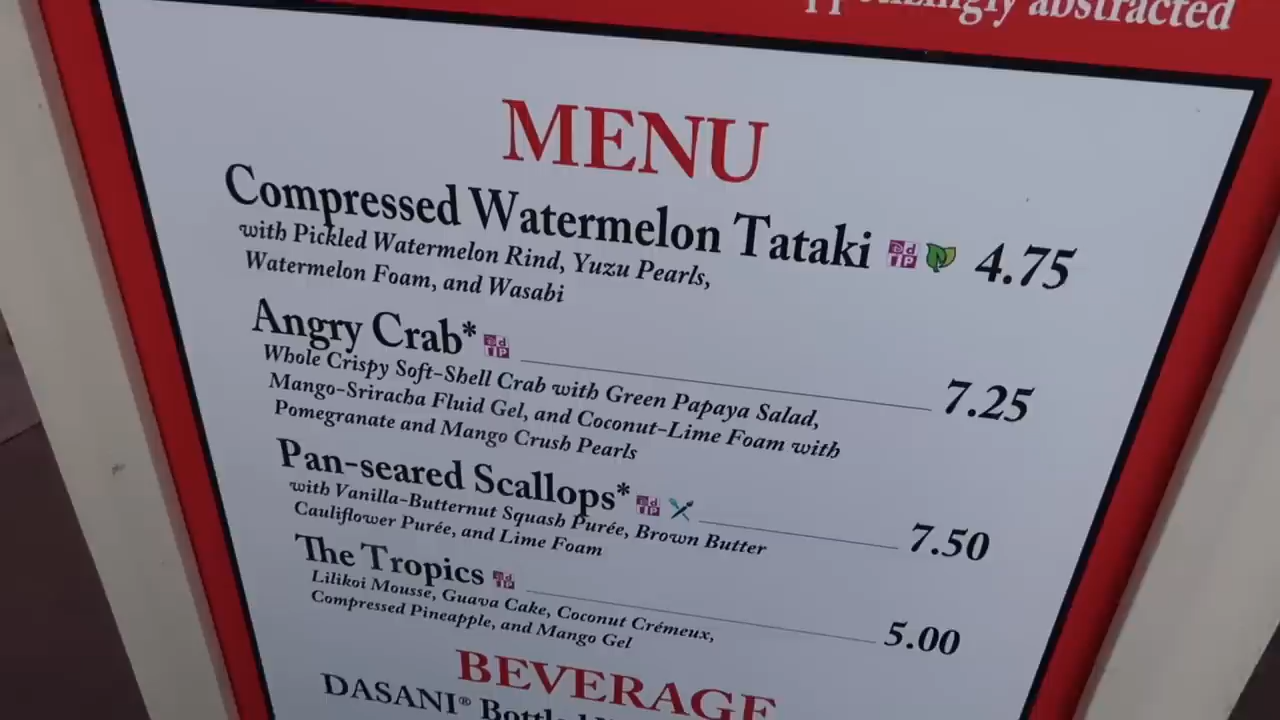 abstracted
MENU
Compressed Watermelon Tataki 4.75
with Pickled Watermelon Rind, Yuzu Pearls,
Watermelon Foam, and Wasabi
Angry Crab* 7.25
Whole Crispy Soft-Shell Crab with Green Papaya Salad,
Mango-Sriracha Fluid Gel, and Coconut-Lime Foam with
Pomegranate and Mango Crush Pearls
Pan-seared Scallops* 7.50
with Vanilla-Butternut Squash Purée, Brown Butter
Cauliflower Purée, and Lime Foam
The Tropics 5.00
Lilikoi Mousse, Guava Cake, Coconut Crémeux,
Compressed Pineapple, and Mango Gel
BEVERAGE
DASANI®